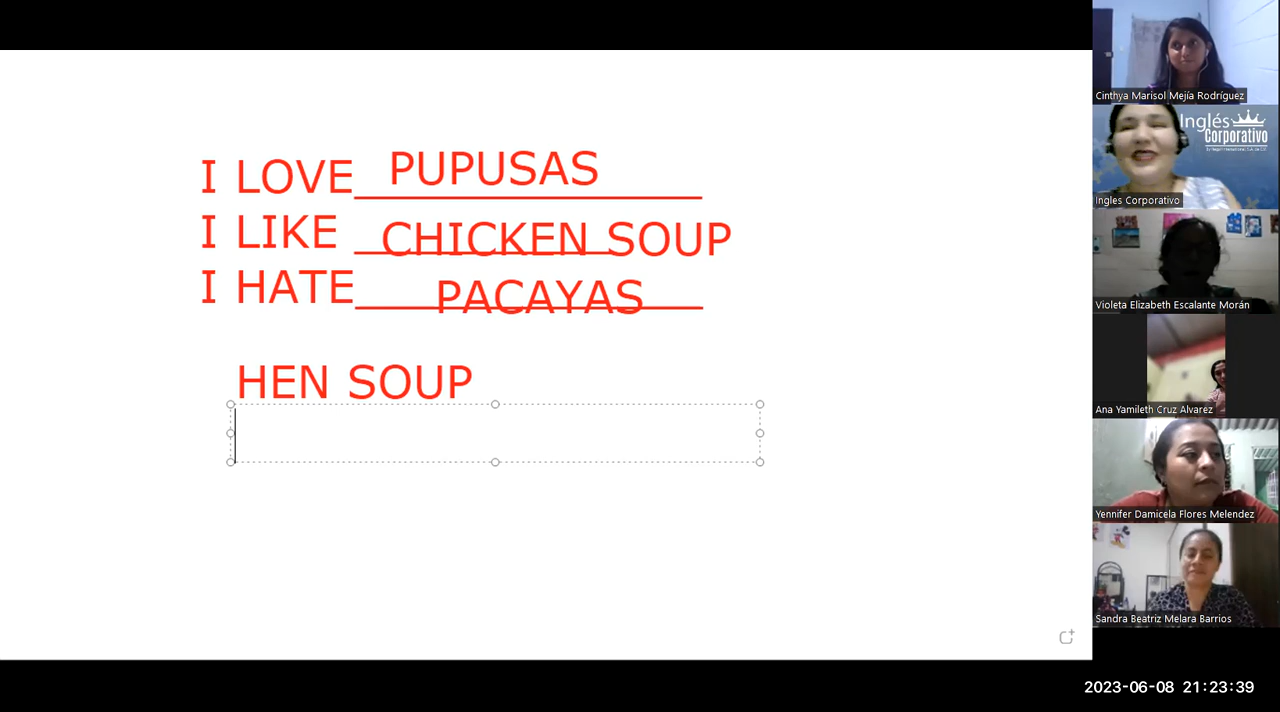 I LOVE PUPUSAS
I LIKE CHICKEN SOUP
I HATE PACAYAS
HEN SOUP
Cinthya Marisol Mejía Rodríguez
Inglés
Corporativo
Ingles Corporativo
Violeta Elizabeth Escalante Morán
Ana Yamileth Cruz Alvarez
Yennifer Damicela Flores Melendez
Sandra Beatriz Melara Barrios
2023-06-08 21:23:39